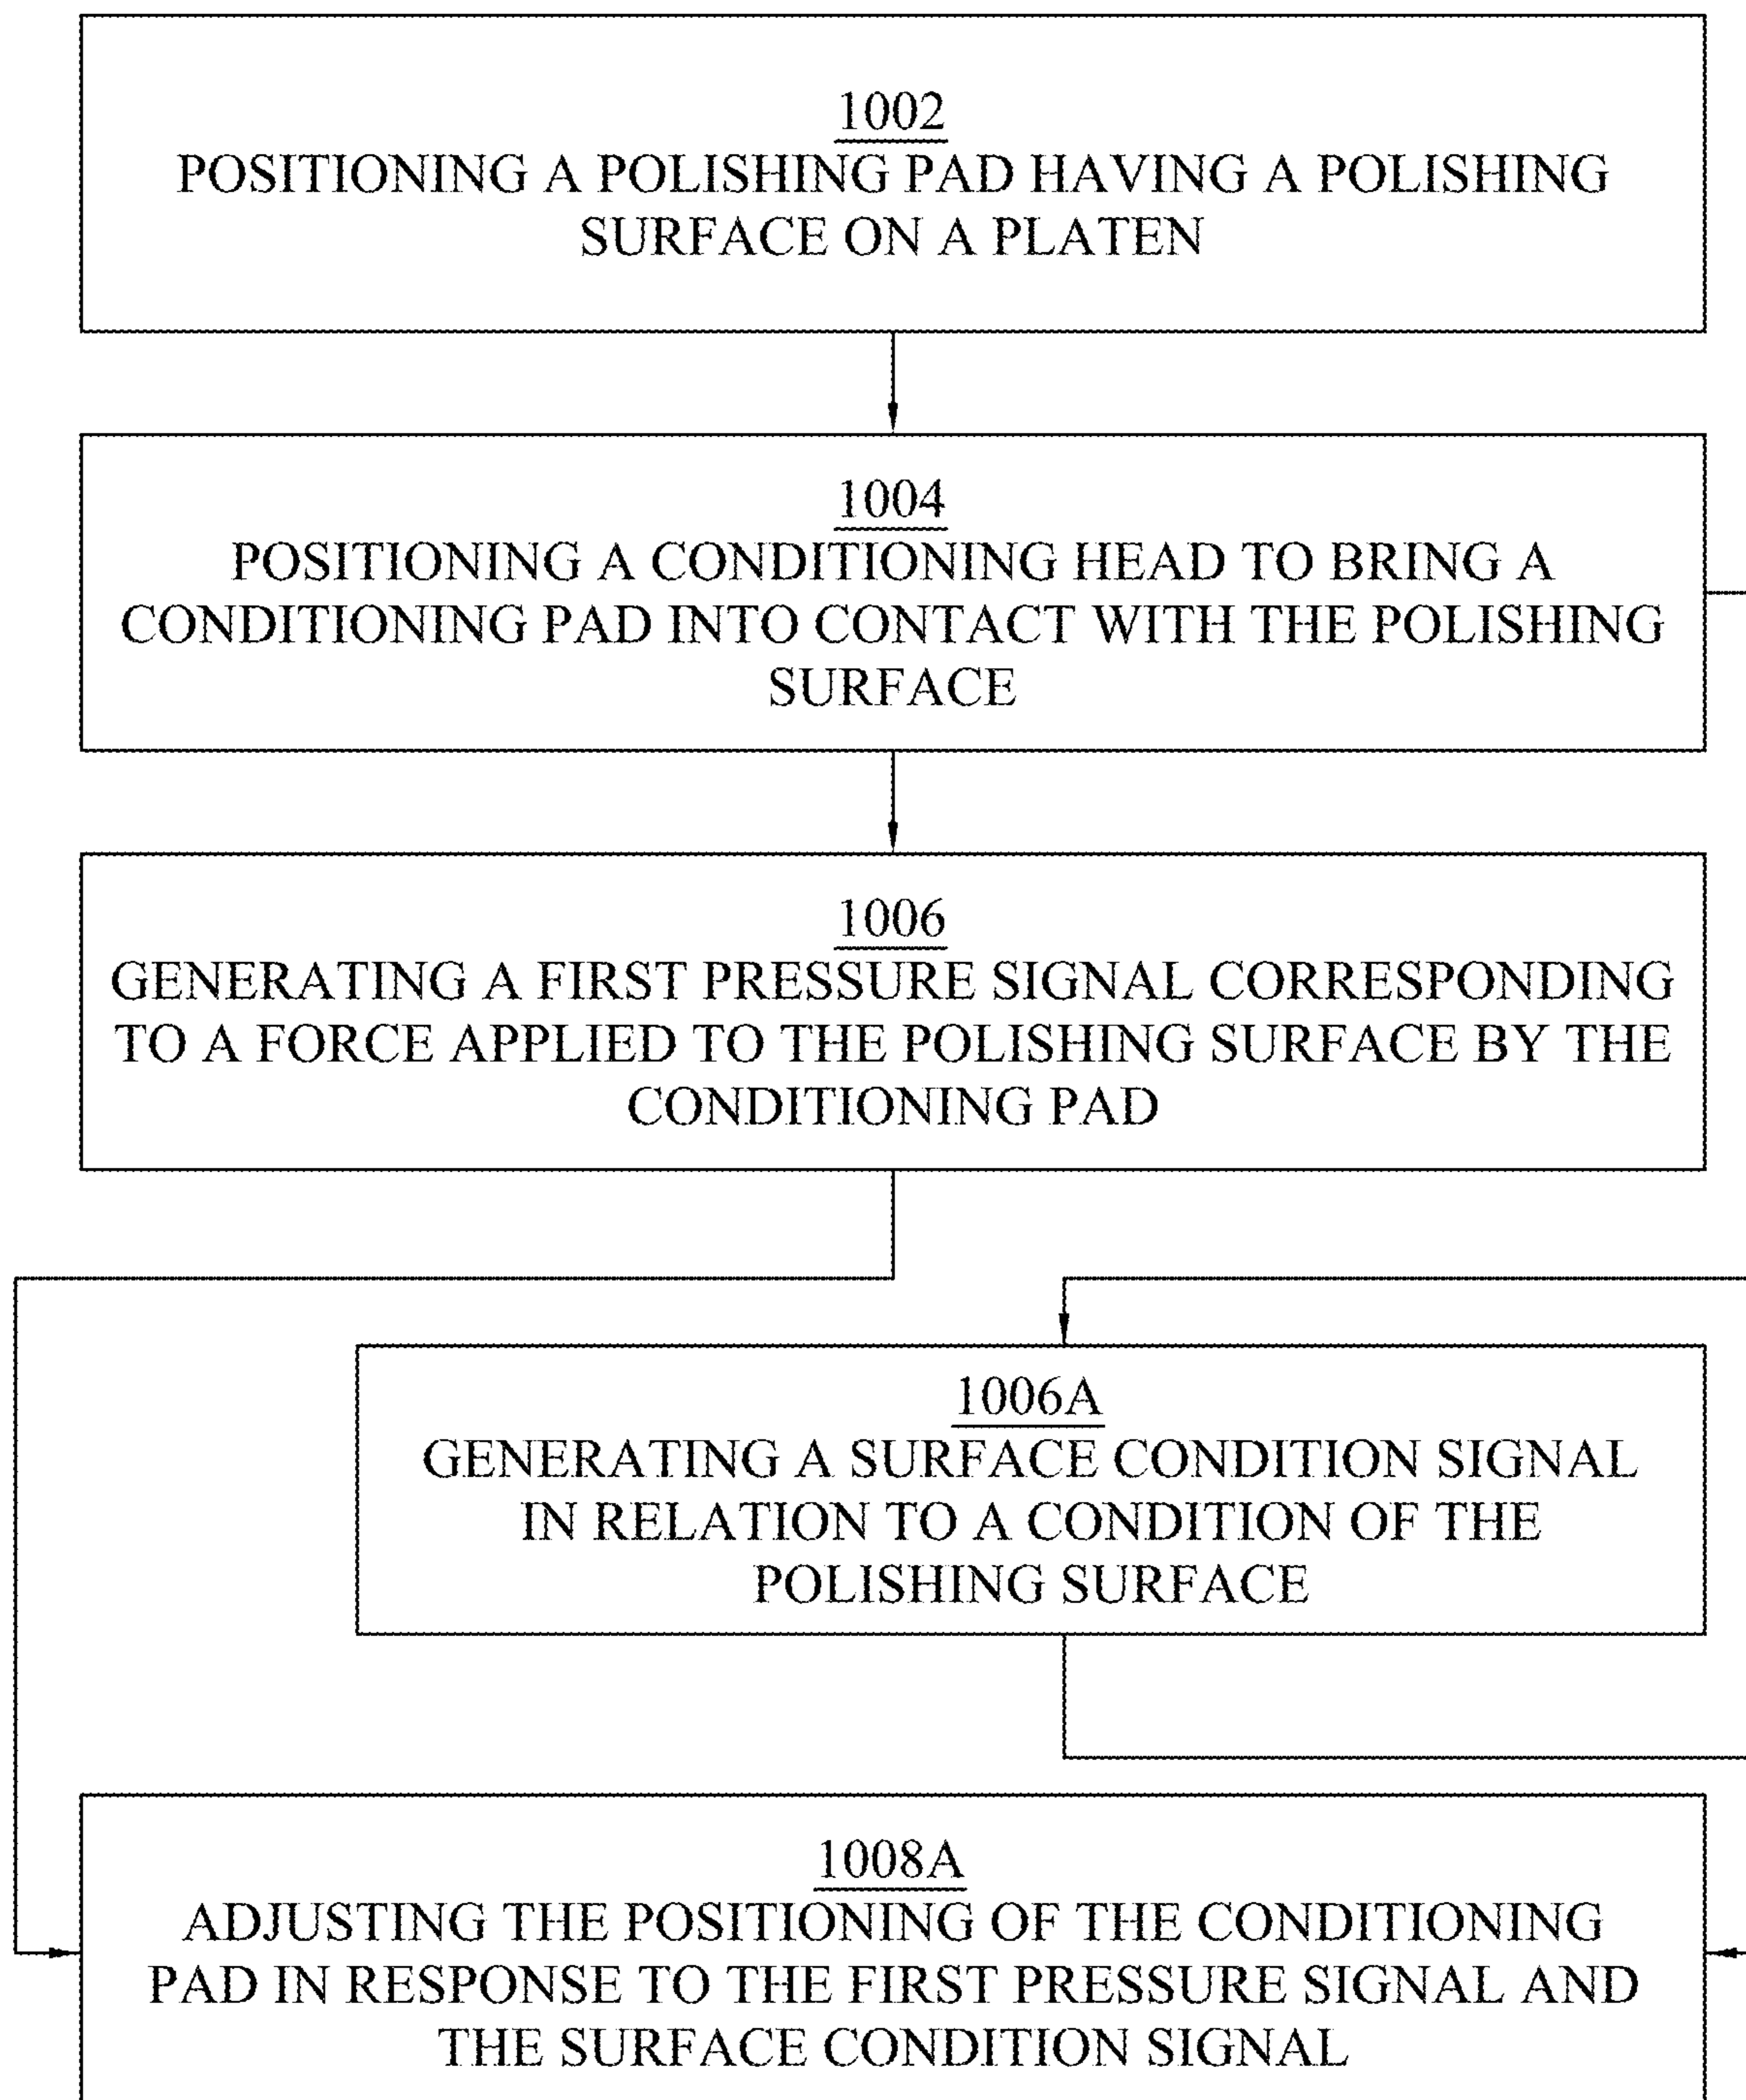 1002
POSITIONING A POLISHING PAD HAVING A POLISHING
SURFACE ON A PLATEN
1004
POSITIONING A CONDITIONING HEAD TO BRING A
CONDITIONING PAD INTO CONTACT WITH THE POLISHING
SURFACE
1006
GENERATING A FIRST PRESSURE SIGNAL CORRESPONDING
TO A FORCE APPLIED TO THE POLISHING SURFACE BY THE
CONDITIONING PAD
1006A
GENERATING A SURFACE CONDITION SIGNAL
IN RELATION TO A CONDITION OF THE
POLISHING SURFACE
1008A
ADJUSTING THE POSITIONING OF THE CONDITIONING
PAD IN RESPONSE TO THE FIRST PRESSURE SIGNAL AND
THE SURFACE CONDITION SIGNAL